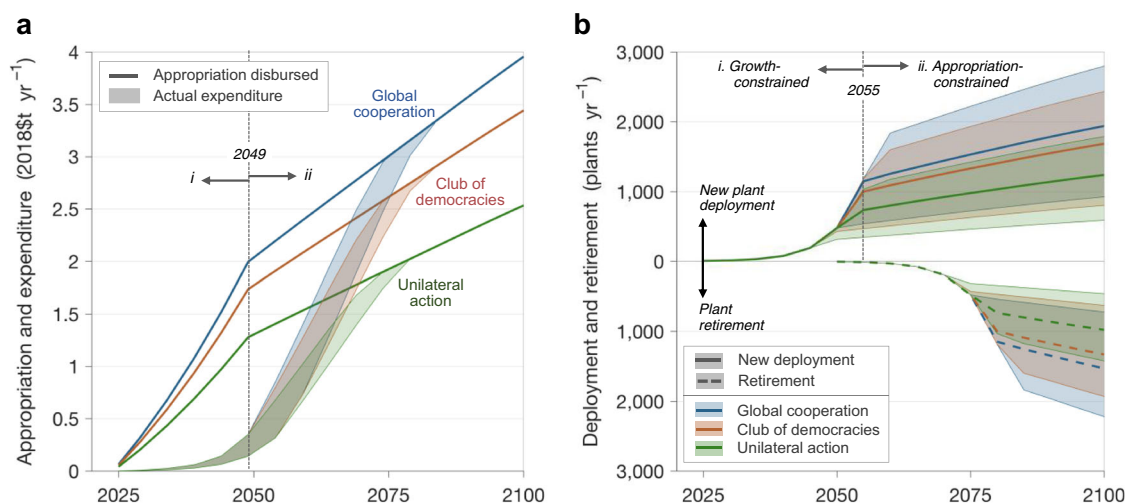 a
Appropriation and expenditure (2018$t yr⁻¹)
4
3.5
3
2.5
2
1.5
1
0.5
0
2025
2050
2075
2100
Appropriation disbursed
Actual expenditure
Global
cooperation
2049
i
ii
Club of
democracies
Unilateral
action
b
Deployment and retirement (plants yr⁻¹)
3,000
2,000
1,000
0
1,000
2,000
3,000
2025
2050
2075
2100
i. Growth-
constrained
ii. Appropriation-
constrained
2055
New plant
deployment
Plant
retirement
New deployment
Retirement
Global cooperation
Club of democracies
Unilateral action